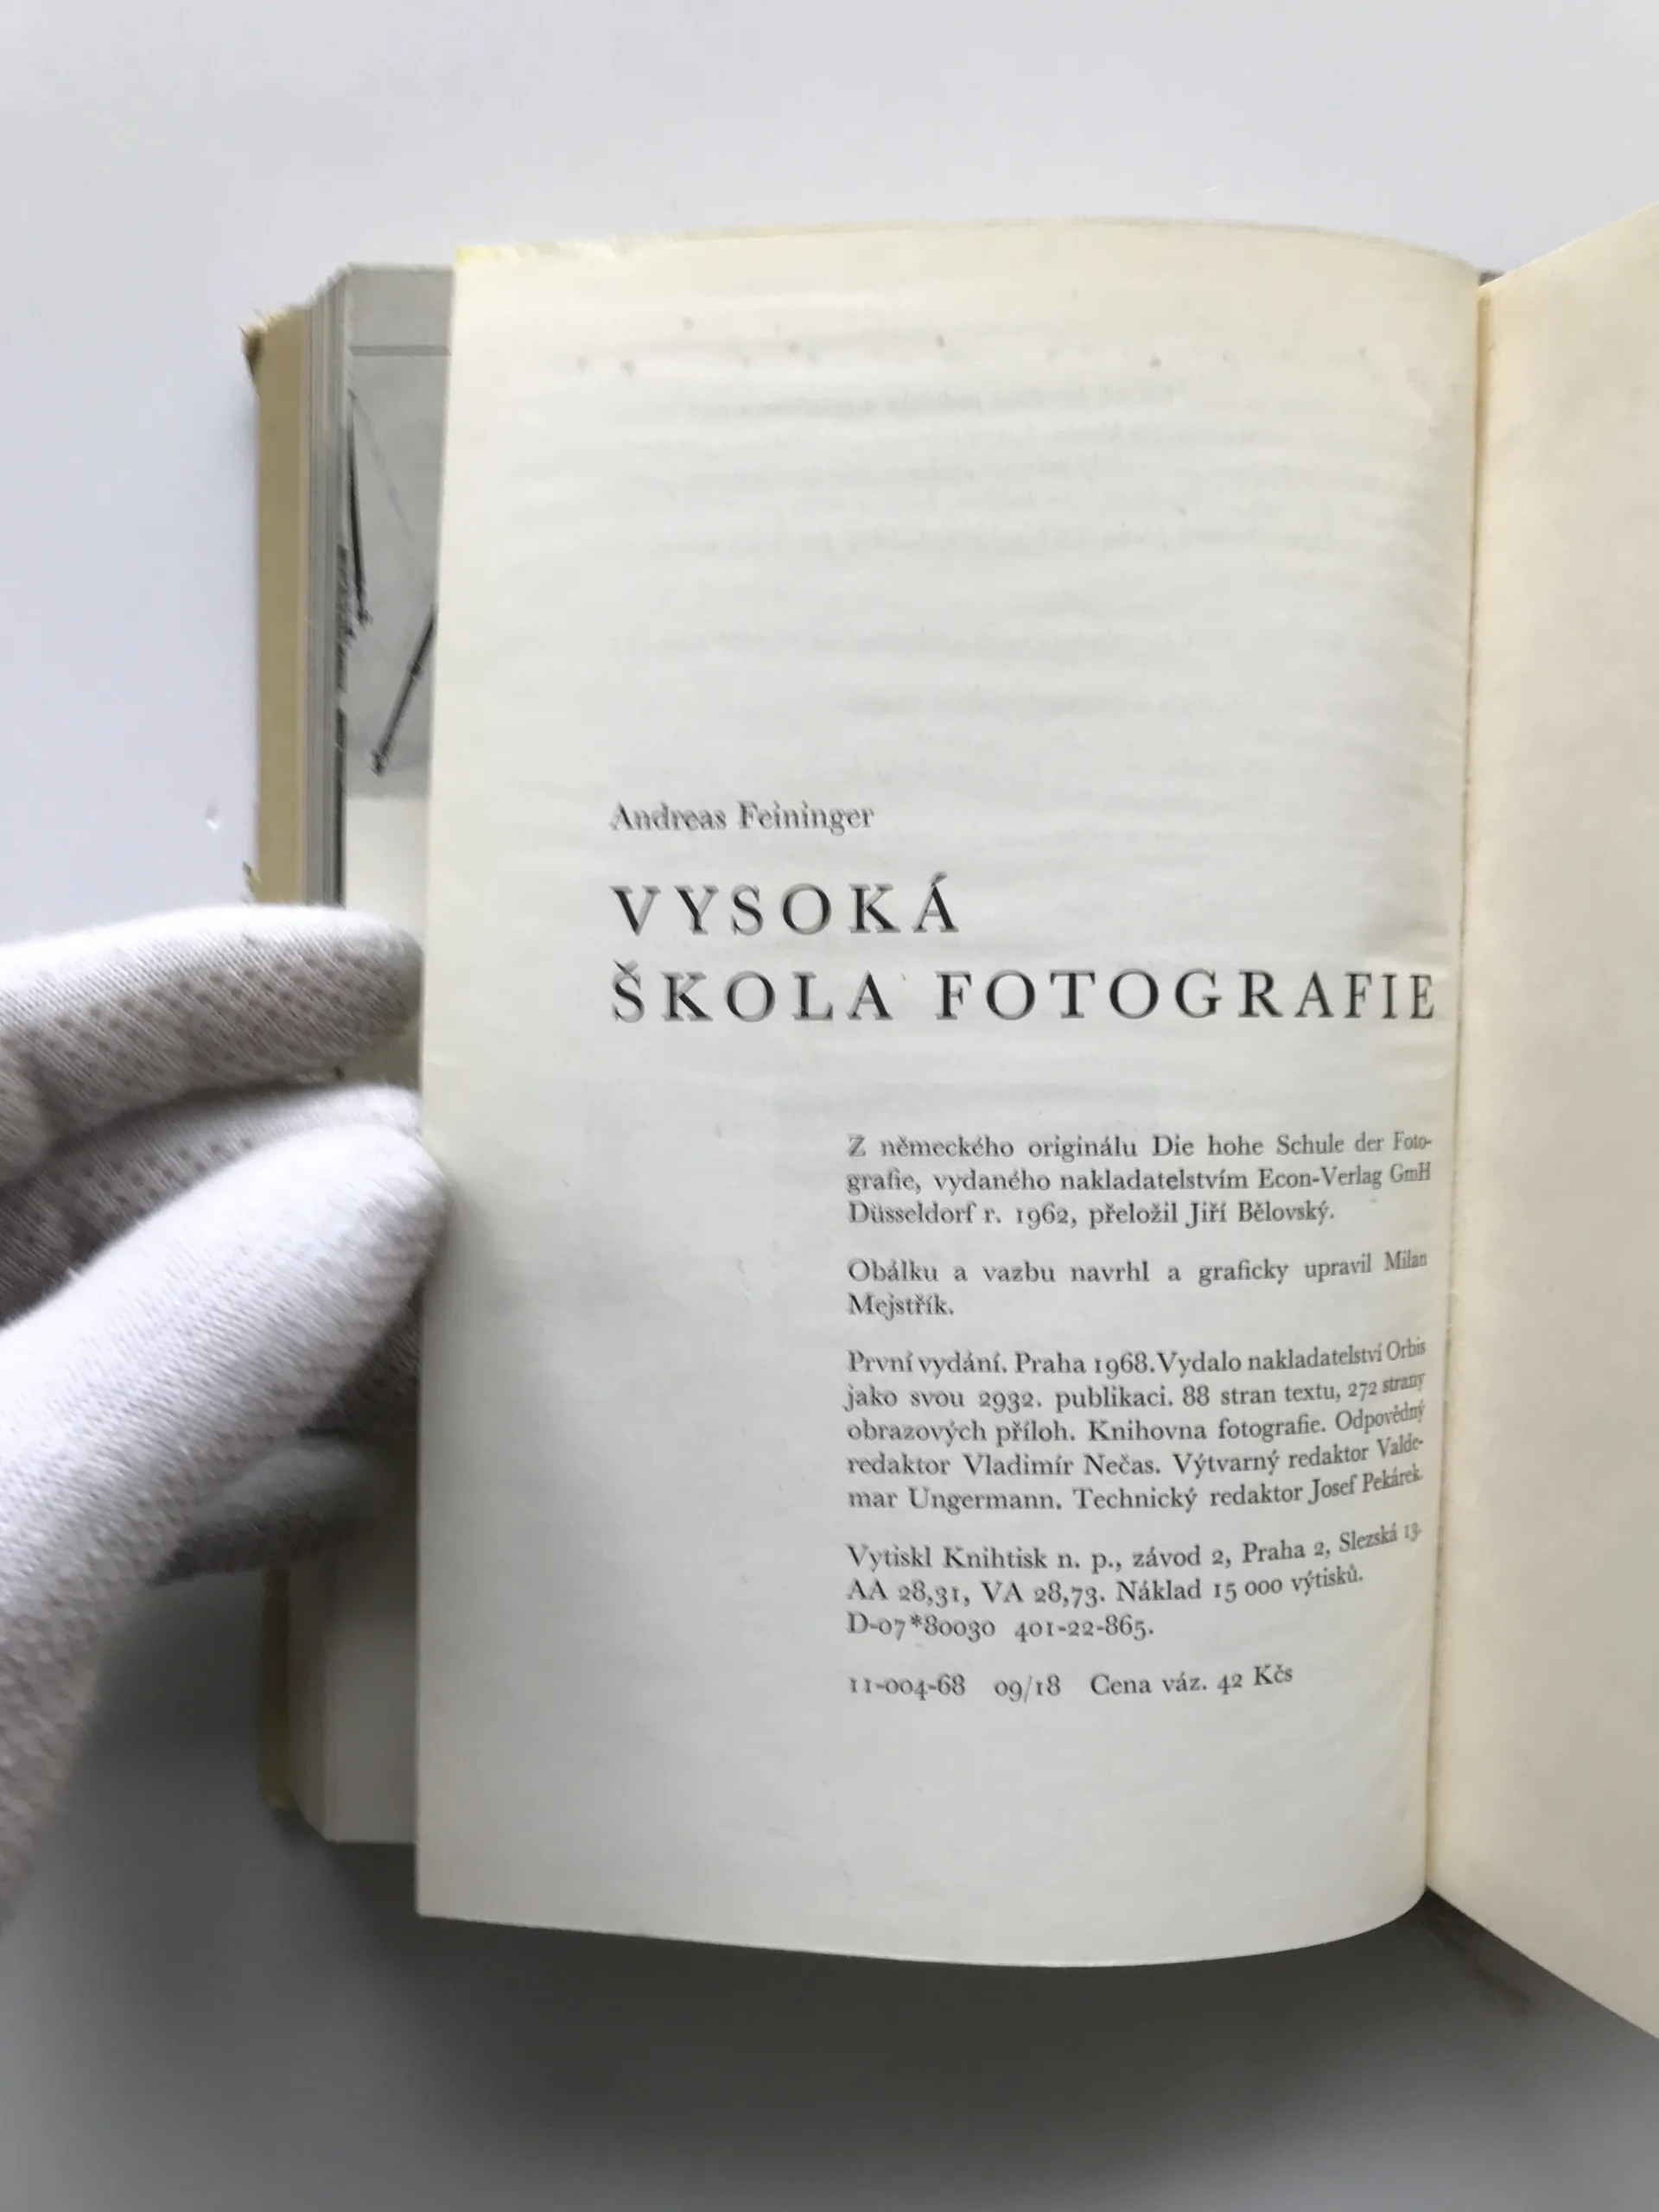 Andreas Feininger
VYSOKÁ
ŠKOLA FOTOGRAFIE
Z německého originálu Die hohe Schule der Foto-
grafie, vydaného nakladatelstvím Econ-Verlag GmH
Düsseldorf r. 1962, přeložil Jiří Bělovský.
Obálku a vazbu navrhl a graficky upravil Milan
Mejstřík.
První vydání. Praha 1968. Vydalo nakladatelství Orbis
jako svou 2932. publikaci. 88 stran textu, 272 strany
obrazových příloh. Knihovna fotografie. Odpovědný
redaktor Vladimír Nečas. Výtvarný redaktor Valde-
mar Ungermann. Technický redaktor Josef Pekárek.
Vytiskl Knihtisk n. p., závod 2, Praha 2, Slezská 13.
AA 28,31, VA 28,73. Náklad 15 000 výtisků.
D-07*80030 401-22-865.
11-004-68 09/18 Cena váz. 42 Kčs